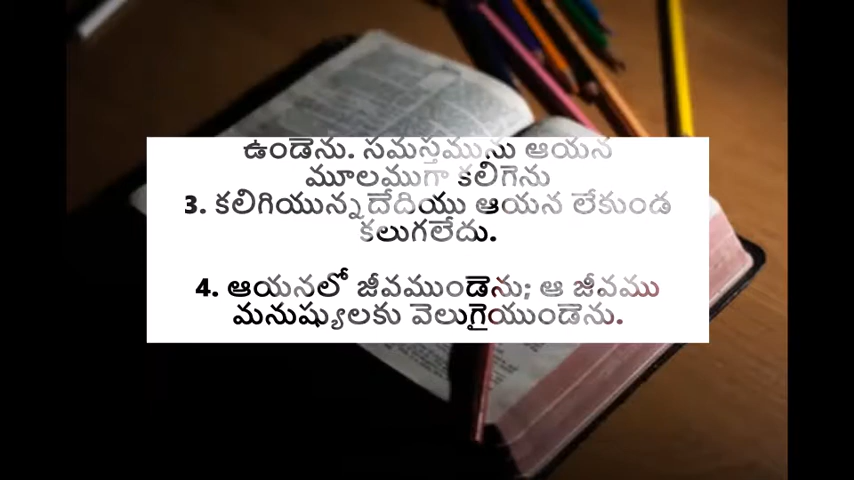 ఉండెను. సమస్తమును ఆయన
మూలముగా కలిగెను
3. కలిగియున్నదేదియు ఆయన లేకుండ
కలుగలేదు.
4. ఆయనలో జీవముండెను; ఆ జీవము
మనుష్యులకు వెలుగైయుండెను.